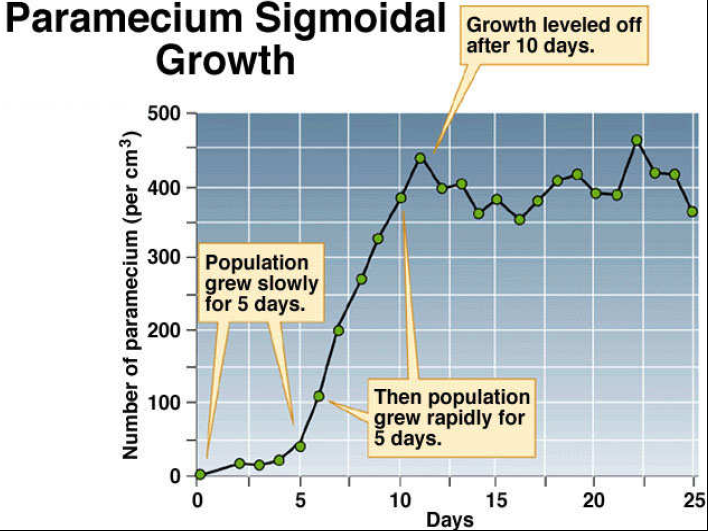 Paramecium Sigmoidal
Growth
Growth leveled off
after 10 days.
500
400
300
200
100
0
Number of paramecium (per cm3)
Population
grew slowly
for 5 days.
Then population
grew rapidly for
5 days.
0
5
10
15
20
25
Days